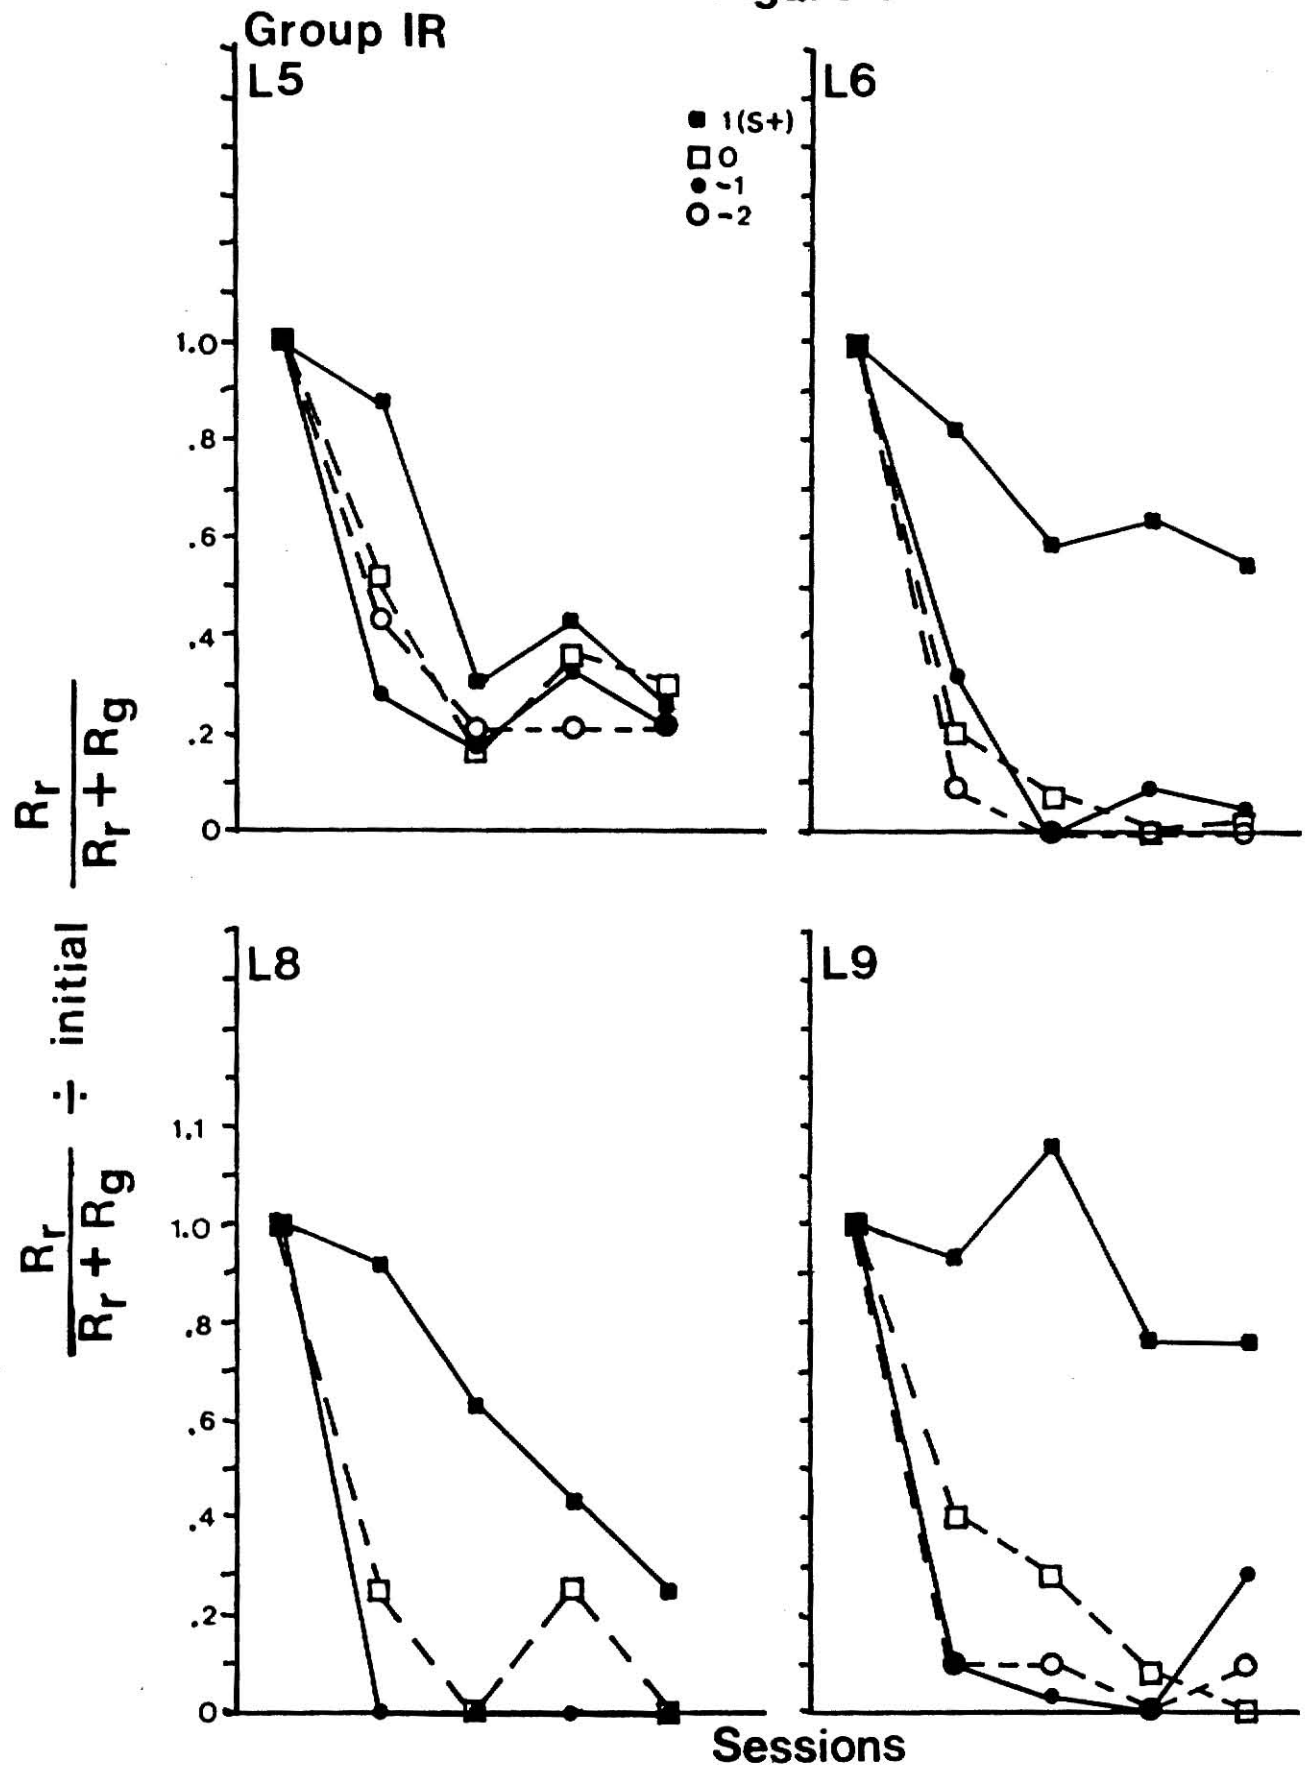 Group IR
L5
L6
1(S+)
0
-1
-2
1.0
.8
.6
.4
.2
0
Rr / Rr + Rg ÷ initial Rr / Rr + Rg
L8
L9
1.1
1.0
.8
.6
.4
.2
0
Sessions